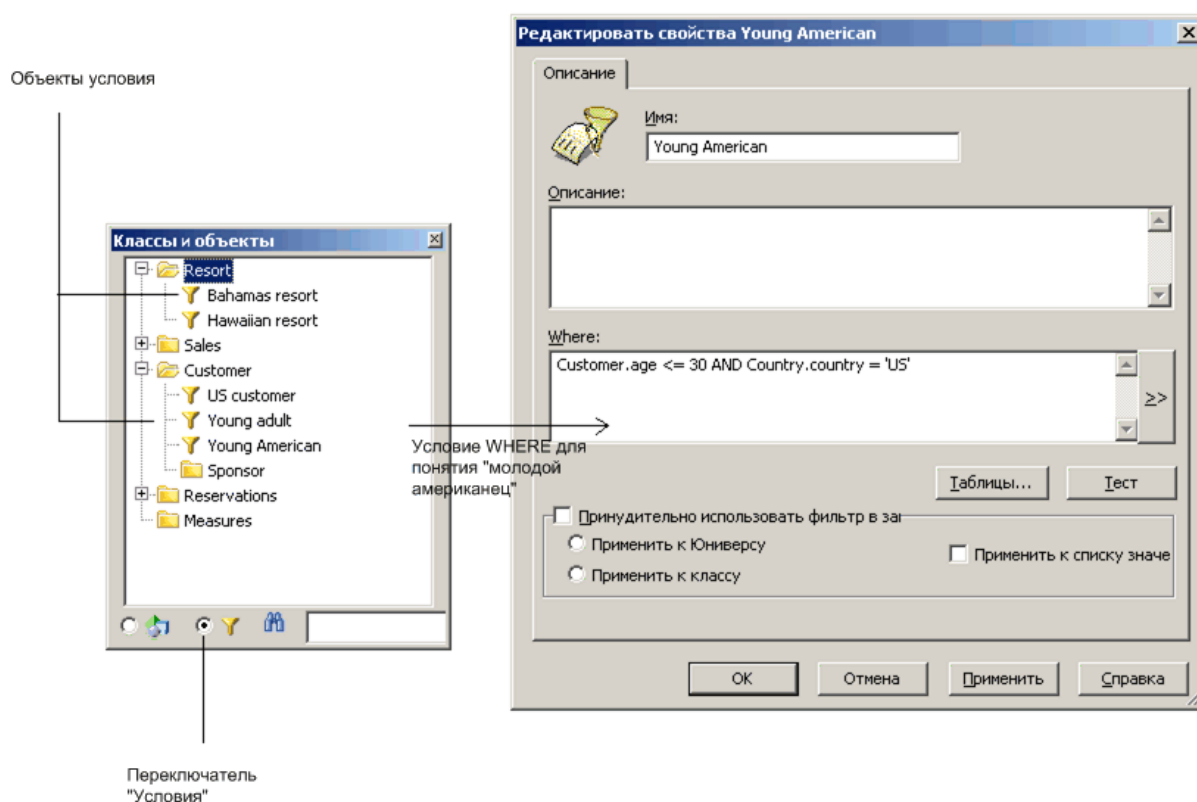 Объекты условия
Классы и объекты
Resort
Bahamas resort
Hawaiian resort
Sales
Customer
US customer
Young adult
Young American
Sponsor
Reservations
Measures
Переключатель
"Условия"
Условие WHERE для
понятия "молодой
американец"
Редактировать свойства Young American
Описание
Имя:
Young American
Описание:
Where:
Customer.age <= 30 AND Country.country = 'US'
>>
Таблицы...
Тест
Принудительно использовать фильтр в заг
Применить к Юниверсу
Применить к списку значе
Применить к классу
OK
Отмена
Применить
Справка